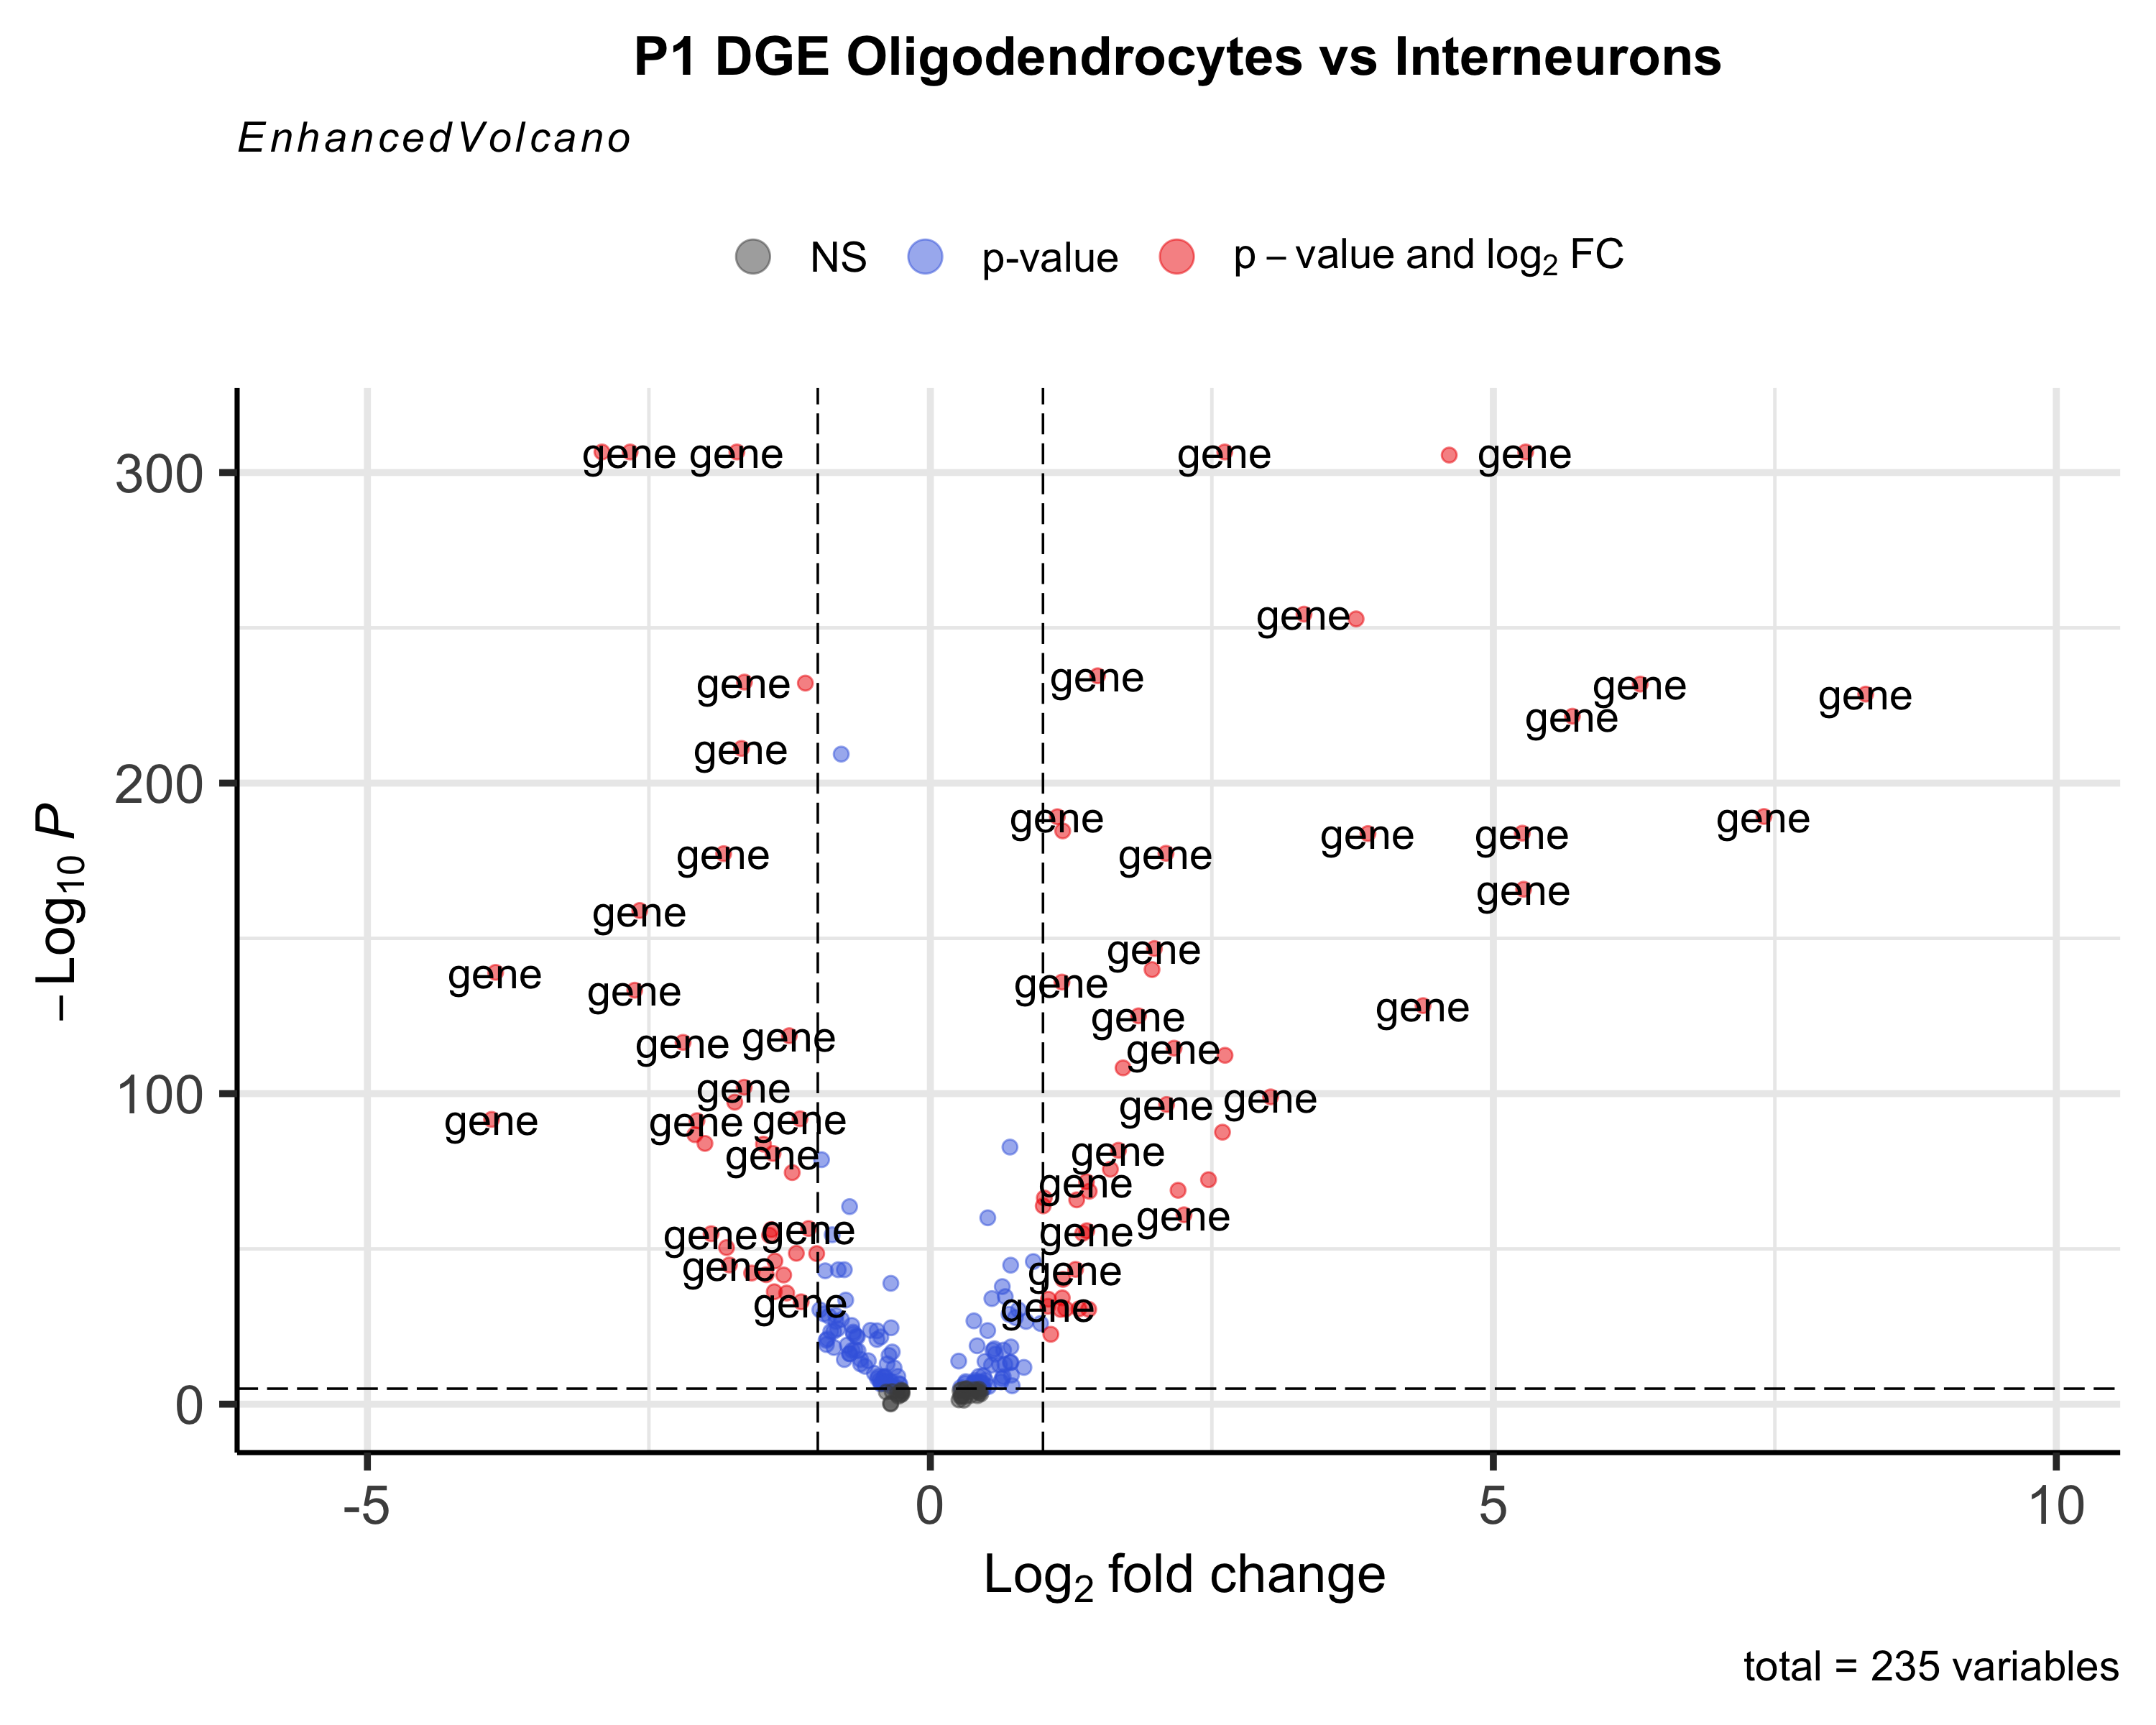 P1 DGE Oligodendrocytes vs Interneurons
EnhancedVolcano
NS p-value p – value and log₂ FC
gene gene gene gene
gene
gene gene gene gene
gene
gene
gene gene gene gene
gene gene
gene
gene
gene
gene gene
gene
gene
gene
gene gene gene
gene gene
gene gene
gene gene
gene
gene
gene
gene gene
gene gene
gene gene
gene gene
300
200
100
0
– Log₁₀ P
-5 0 5 10
Log₂ fold change
total = 235 variables